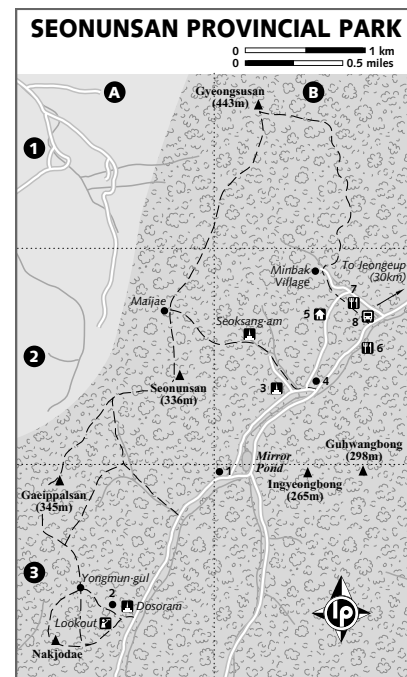 SEONUNSAN PROVINCIAL PARK
0 1 km
0 0.5 miles
A
B
Gyeongsusan
(443m)
1
Minbak
Village
To Jeongeup
(30km)
7
Maijae
5
8
Seoksang-am
6
2
3
4
Seonunsan
(336m)
Mirror
Pond
Guhwangbong
(298m)
1
Ingyeongbong
(265m)
Gaeippalsan
(345m)
3
Yongmun-gul
2
Dosoram
Lookout
Nakjodae
lp